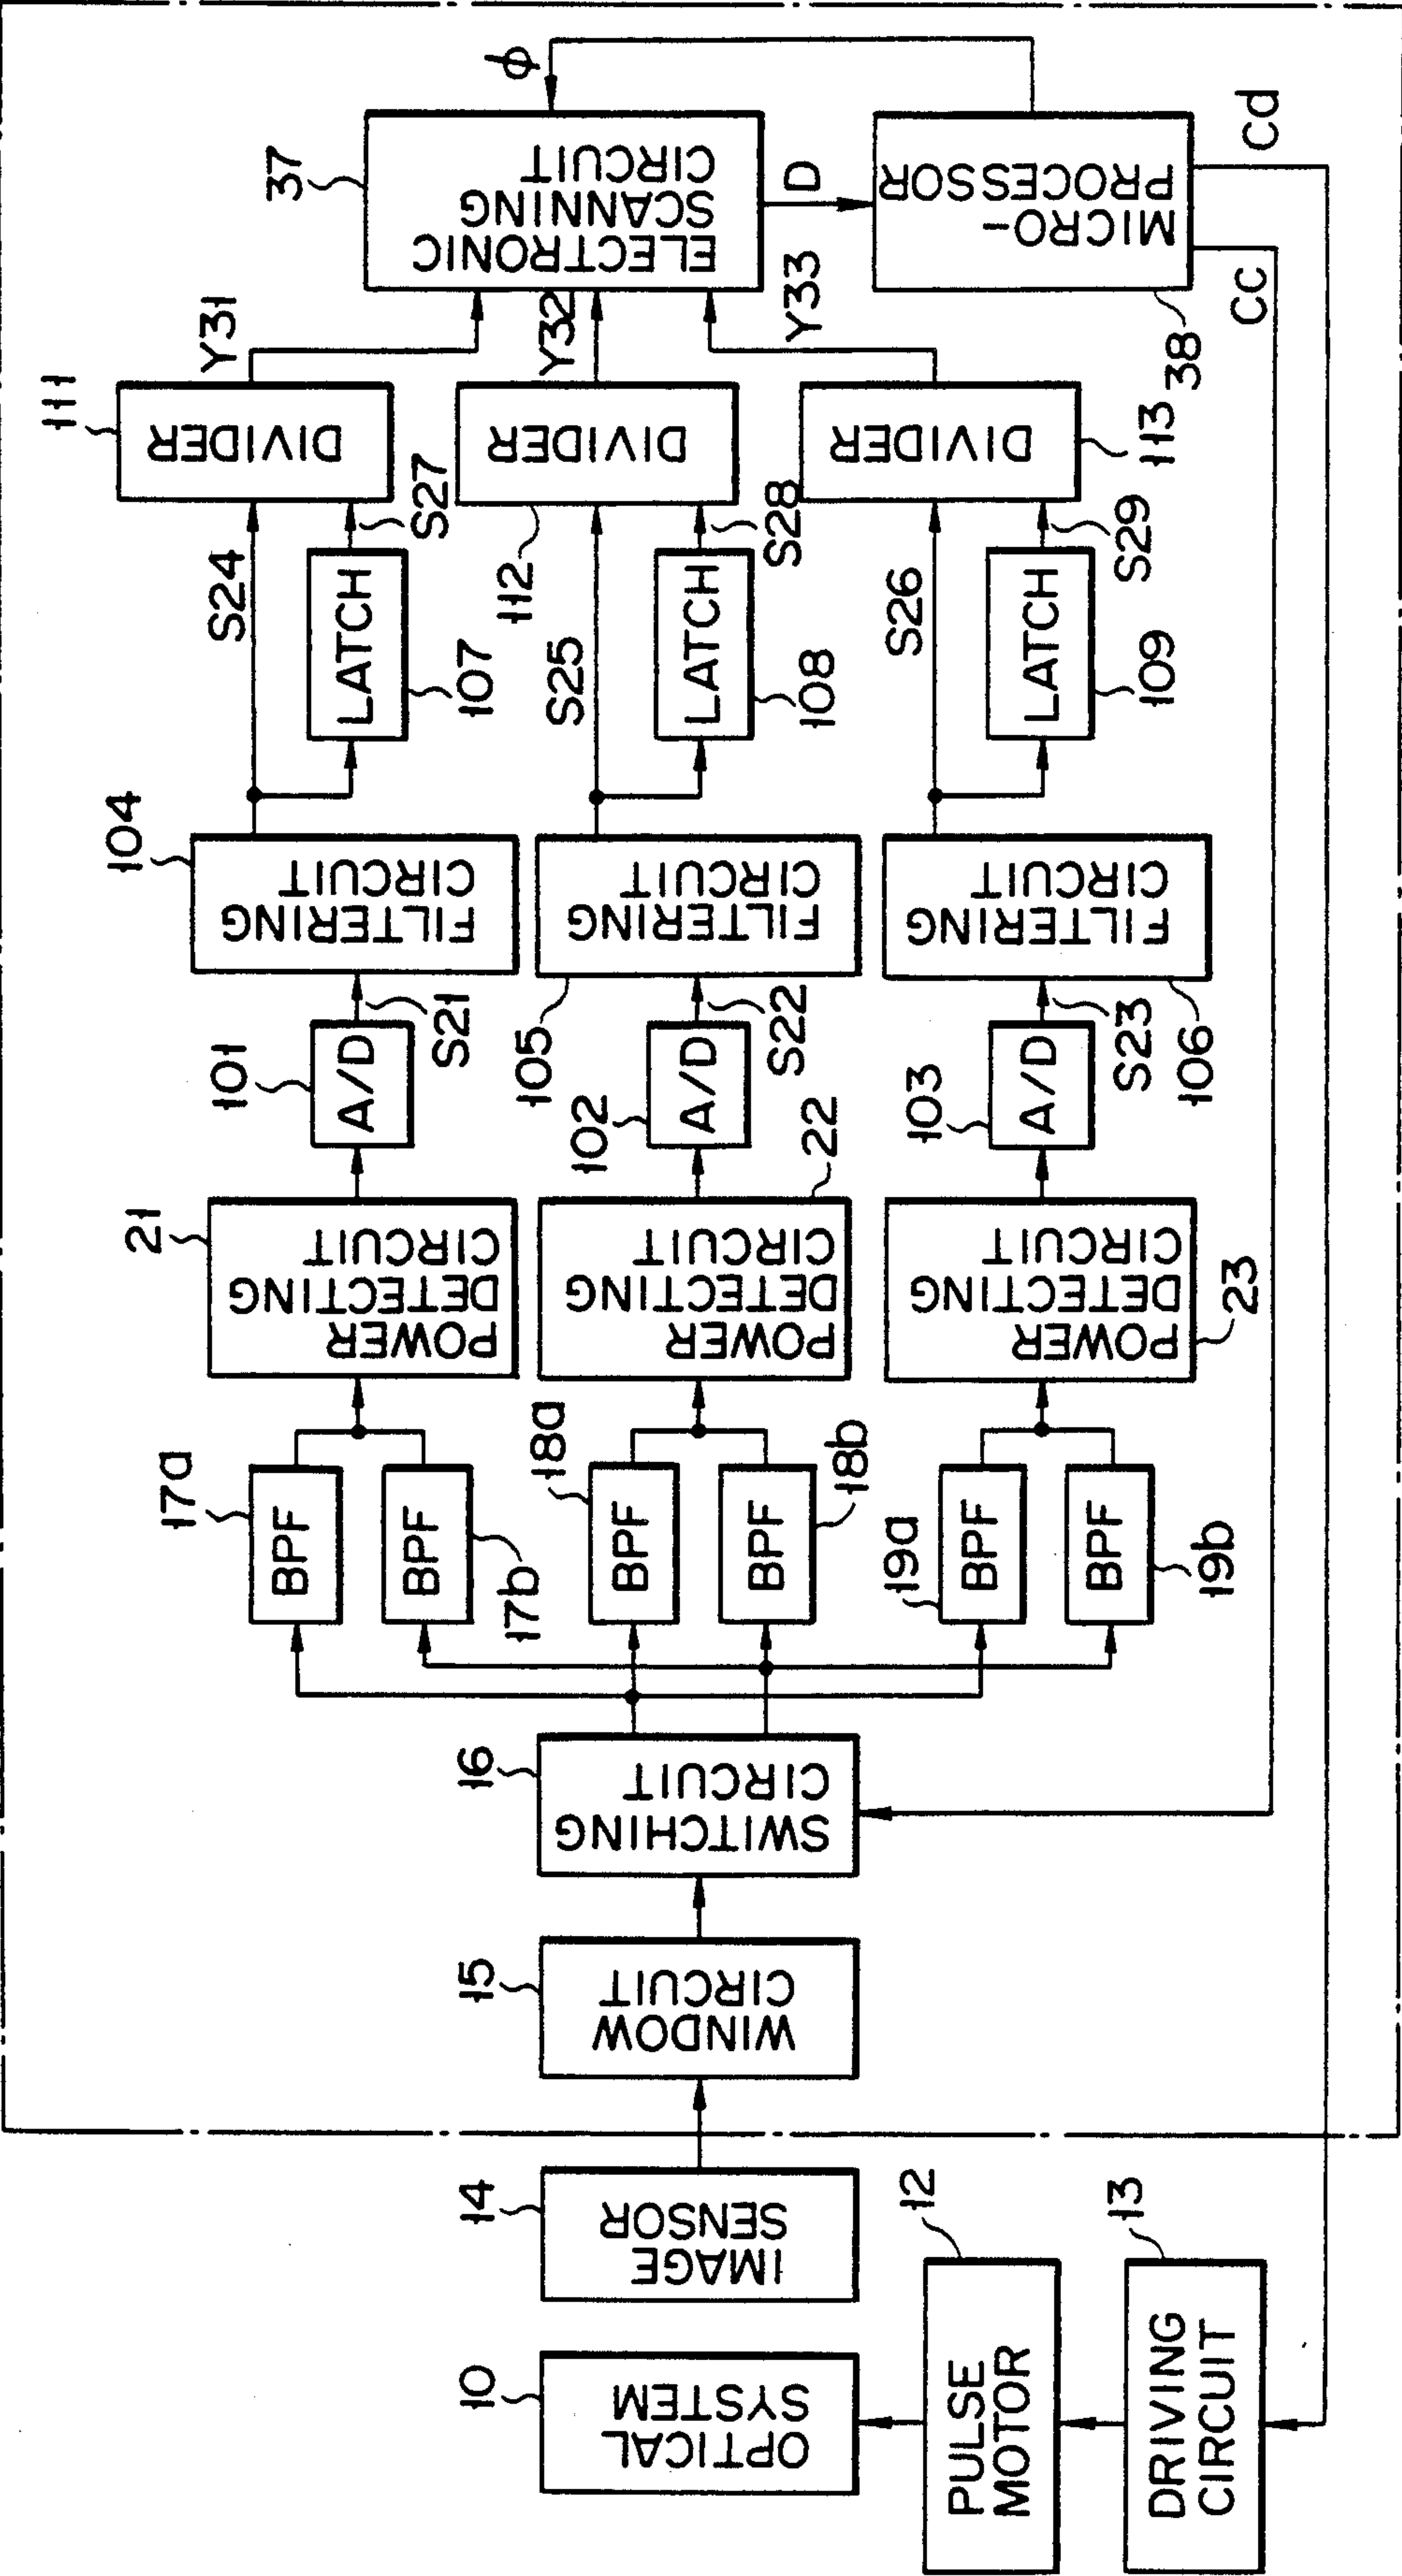 10
OPTICAL
SYSTEM
12
PULSE
MOTOR
13
DRIVING
CIRCUIT
14
IMAGE
SENSOR
15
WINDOW
CIRCUIT
16
SWITCHING
CIRCUIT
17a
BPF
BPF
17b
18a
BPF
BPF
18b
19a
BPF
BPF
19b
21
POWER
DETECTING
CIRCUIT
22
POWER
DETECTING
CIRCUIT
23
POWER
DETECTING
CIRCUIT
101
A/D
S21
102
A/D
S22
103
A/D
S23
104
FILTERING
CIRCUIT
105
FILTERING
CIRCUIT
106
FILTERING
CIRCUIT
S24
LATCH
107
S27
S25
LATCH
108
S28
S26
LATCH
109
S29
111
DIVIDER
Y31
112
DIVIDER
Y32
113
DIVIDER
Y33
37
ELECTRONIC
SCANNING
CIRCUIT
ϕ
D
MICRO-
PROCESSOR
38
Cc
Cd